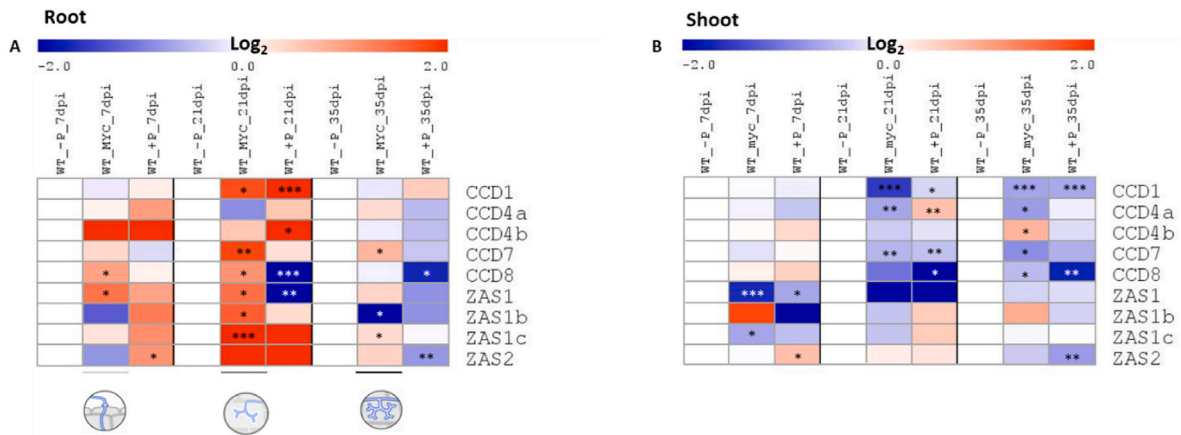 Root
A
Log2
-2.0 0.0 2.0
WT_-P_7dpi
WT_MYC_7dpi
WT_+P_7dpi
WT_-P_21dpi
WT_MYC_21dpi
WT_+P_21dpi
WT_-P_35dpi
WT_MYC_35dpi
WT_+P_35dpi
* *** CCD1
CCD4a
* CCD4b
** * CCD7
* * *** * CCD8
* * ** ZAS1
* * ZAS1b
*** * ZAS1c
* ** ZAS2
Shoot
B
Log2
-2.0 0.0 2.0
WT_-P_7dpi
WT_myc_7dpi
WT_+P_7dpi
WT_-P_21dpi
WT_myc_21dpi
WT_+P_21dpi
WT_-P_35dpi
WT_myc_35dpi
WT_+P_35dpi
*** * *** *** CCD1
** ** * CCD4a
* CCD4b
** ** * CCD7
* * ** CCD8
*** * ZAS1
ZAS1b
* ZAS1c
* ** ZAS2